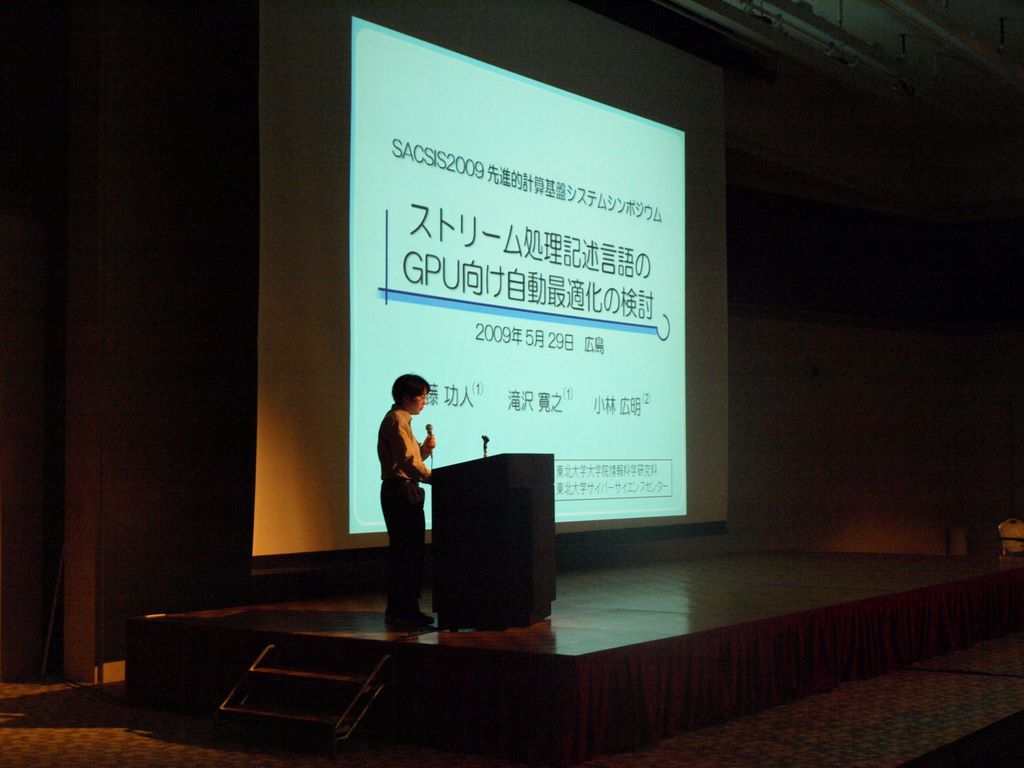 SACSIS2009 先進的計算基盤システムシンポジウム
ストリーム処理記述言語の
GPU向け自動最適化の検討
2009年 5月 29日 広島
藤 功人(1) 滝沢 寛之(1) 小林 広明(2)
東北大学大学院情報科学研究科
東北大学サイバーサイエンスセンター